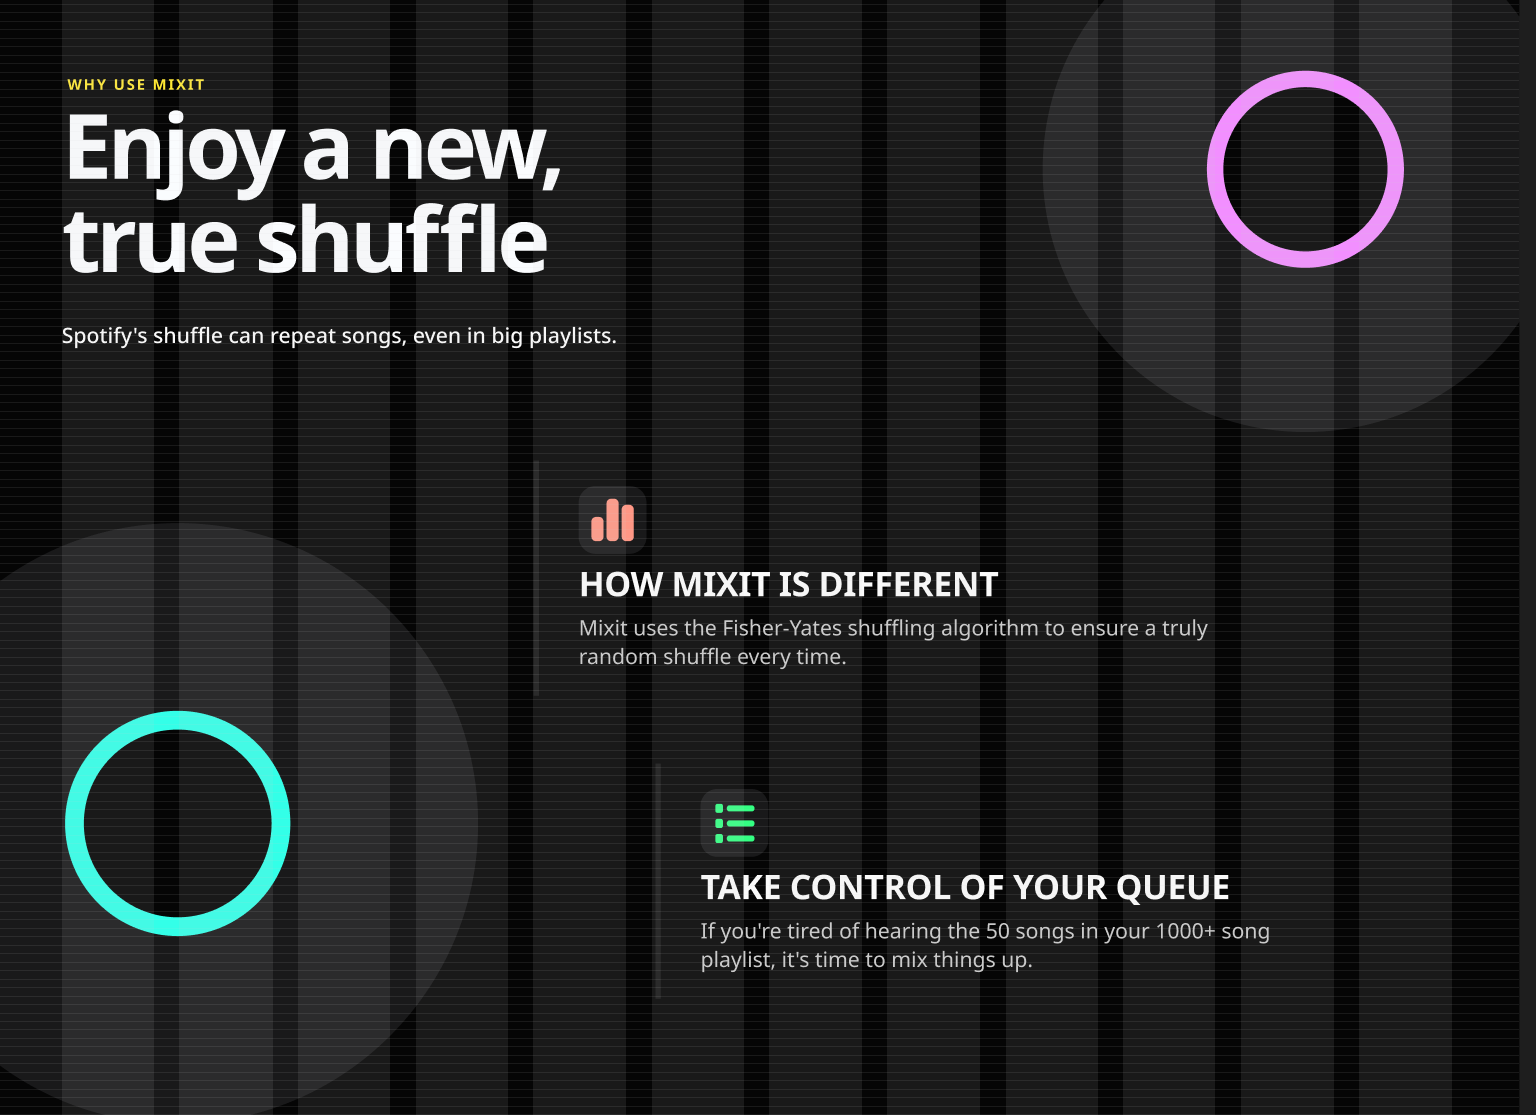 WHY USE MIXIT
Enjoy a new,
true shuffle
Spotify's shuffle can repeat songs, even in big playlists.
HOW MIXIT IS DIFFERENT
Mixit uses the Fisher-Yates shuffling algorithm to ensure a truly
random shuffle every time.
TAKE CONTROL OF YOUR QUEUE
If you're tired of hearing the 50 songs in your 1000+ song
playlist, it's time to mix things up.